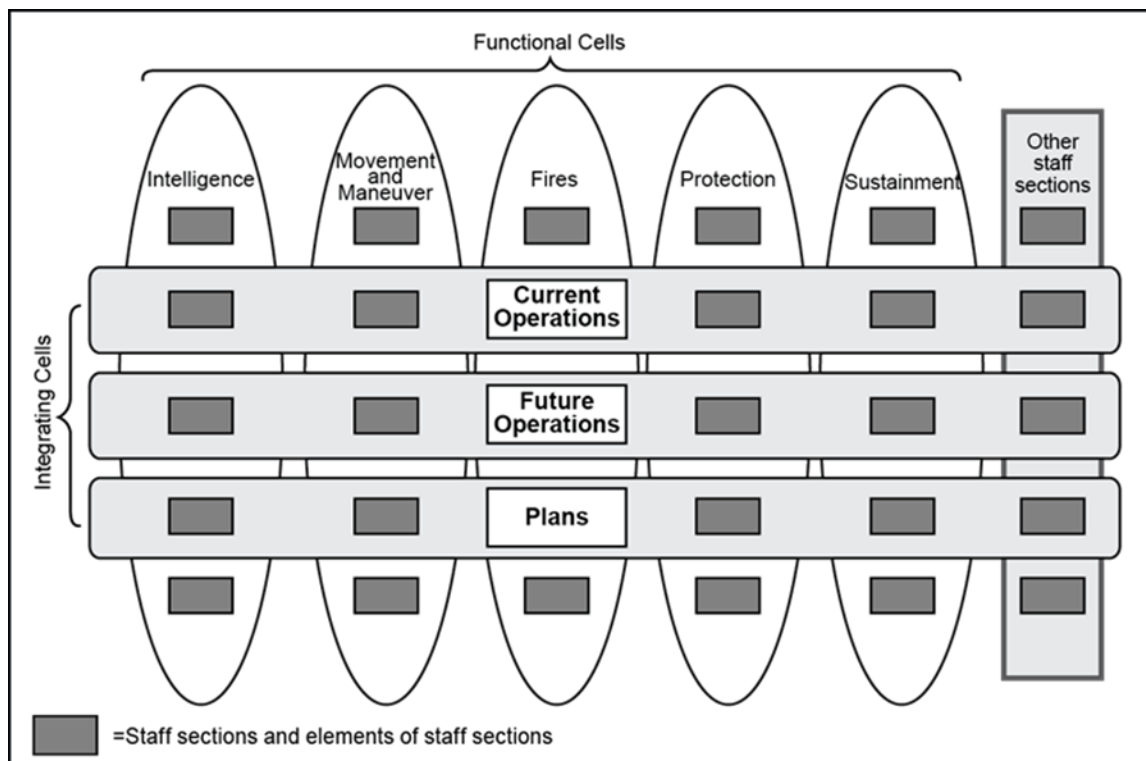 Functional Cells
Intelligence
Movement
and
Maneuver
Fires
Protection
Sustainment
Other
staff
sections
Integrating Cells
Current
Operations
Future
Operations
Plans
=Staff sections and elements of staff sections